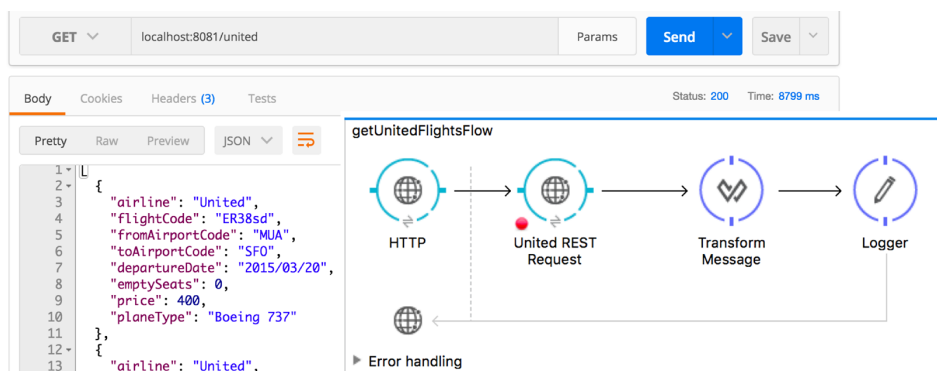 GET localhost:8081/united Params Send Save
Body Cookies Headers (3) Tests Status: 200 Time: 8799 ms
Pretty Raw Preview JSON
1 [
2 {
3 "airline": "United",
4 "flightCode": "ER38sd",
5 "fromAirportCode": "MUA",
6 "toAirportCode": "SFO",
7 "departureDate": "2015/03/20",
8 "emptySeats": 0,
9 "price": 400,
10 "planeType": "Boeing 737"
11 },
12 {
13 "airline": "United",
getUnitedFlightsFlow
HTTP
United REST
Request
Transform
Message
Logger
Error handling